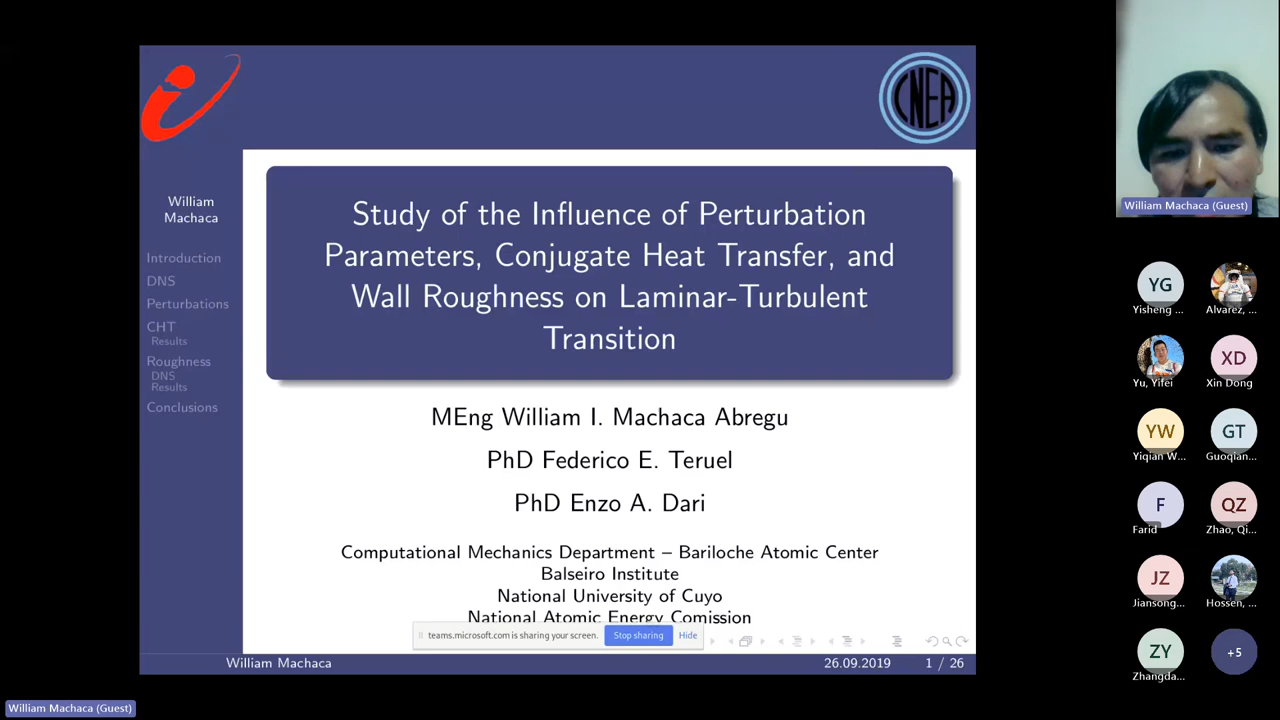 CNEA
William
Machaca
Introduction
DNS
Perturbations
CHT
Results
Roughness
DNS
Results
Conclusions
Study of the Influence of Perturbation
Parameters, Conjugate Heat Transfer, and
Wall Roughness on Laminar-Turbulent
Transition
MEng William I. Machaca Abregu
PhD Federico E. Teruel
PhD Enzo A. Dari
Computational Mechanics Department – Bariloche Atomic Center
Balseiro Institute
National University of Cuyo
National Atomic Energy Comission
teams.microsoft.com is sharing your screen.
Stop sharing
Hide
William Machaca
26.09.2019
1 / 26
William Machaca (Guest)
YG
Yisheng ...
Alvarez, ...
Yu, Yifei
XD
Xin Dong
YW
Yiqian W...
GT
Guoqian...
F
Farid
QZ
Zhao, Qi...
JZ
Jiansong...
Hossen, ...
ZY
Zhangda...
+5
William Machaca (Guest)